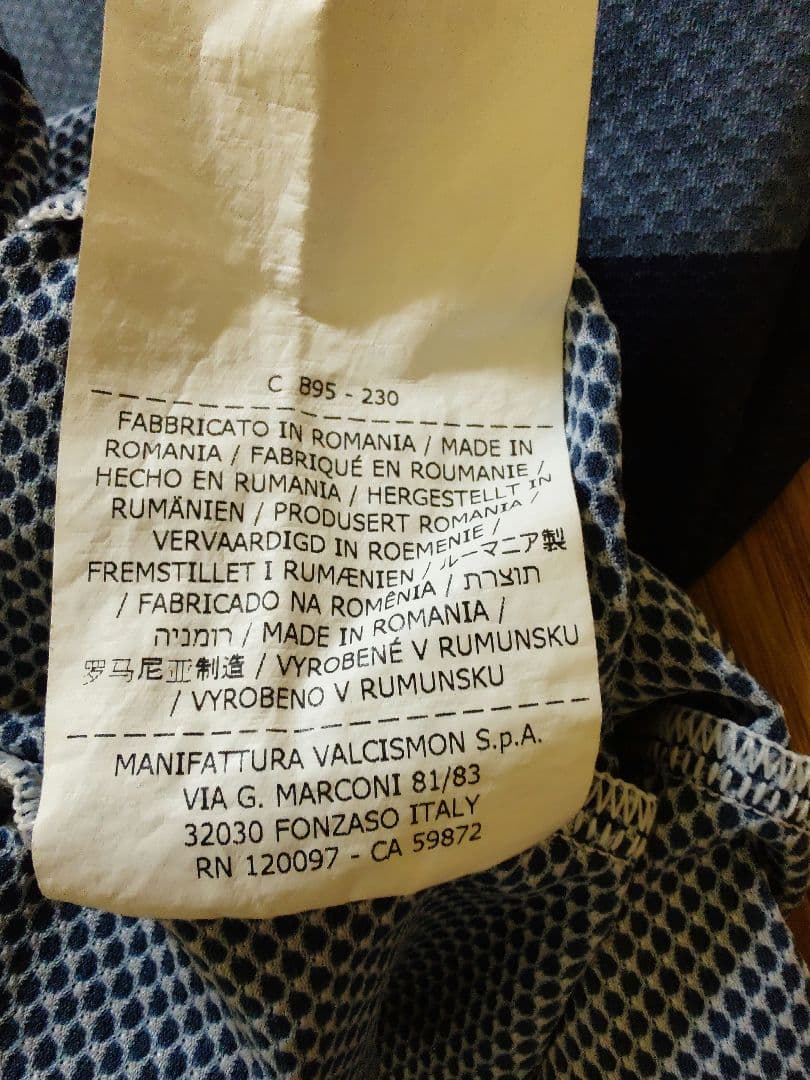 C 895 - 230
FABBRICATO IN ROMANIA / MADE IN
ROMANIA / FABRIQUÉ EN ROUMANIE /
HECHO EN RUMANIA / HERGESTELLT IN
RUMÄNIEN / PRODUSERT ROMANIA /
VERVAARDIGD IN ROEMENIE /
FREMSTILLET I RUMÆNIEN / ルーマニア製
/ FABRICADO NA ROMÊNIA / תוצרת
רומניה / MADE IN ROMANIA /
罗马尼亚制造 / VYROBENÉ V RUMUNSKU
/ VYROBENO V RUMUNSKU
MANIFATTURA VALCISMON S.p.A.
VIA G. MARCONI 81/83
32030 FONZASO ITALY
RN 120097 - CA 59872